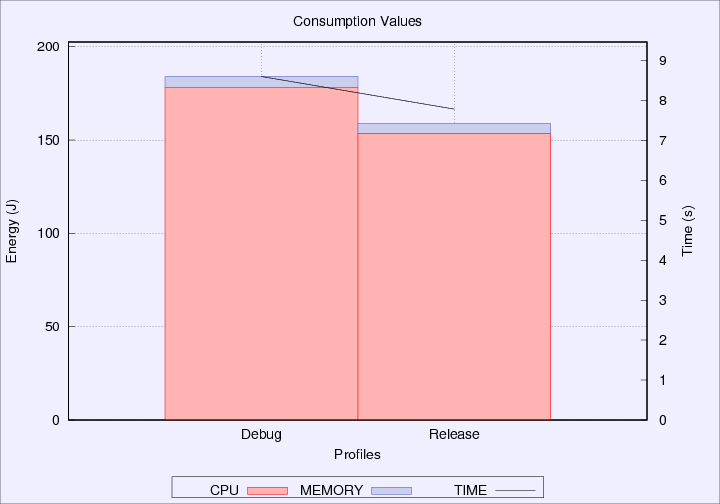 Consumption Values
200
150
100
50
0
Energy (J)
9
8
7
6
5
4
3
2
1
0
Time (s)
Debug Release
Profiles
CPU MEMORY TIME